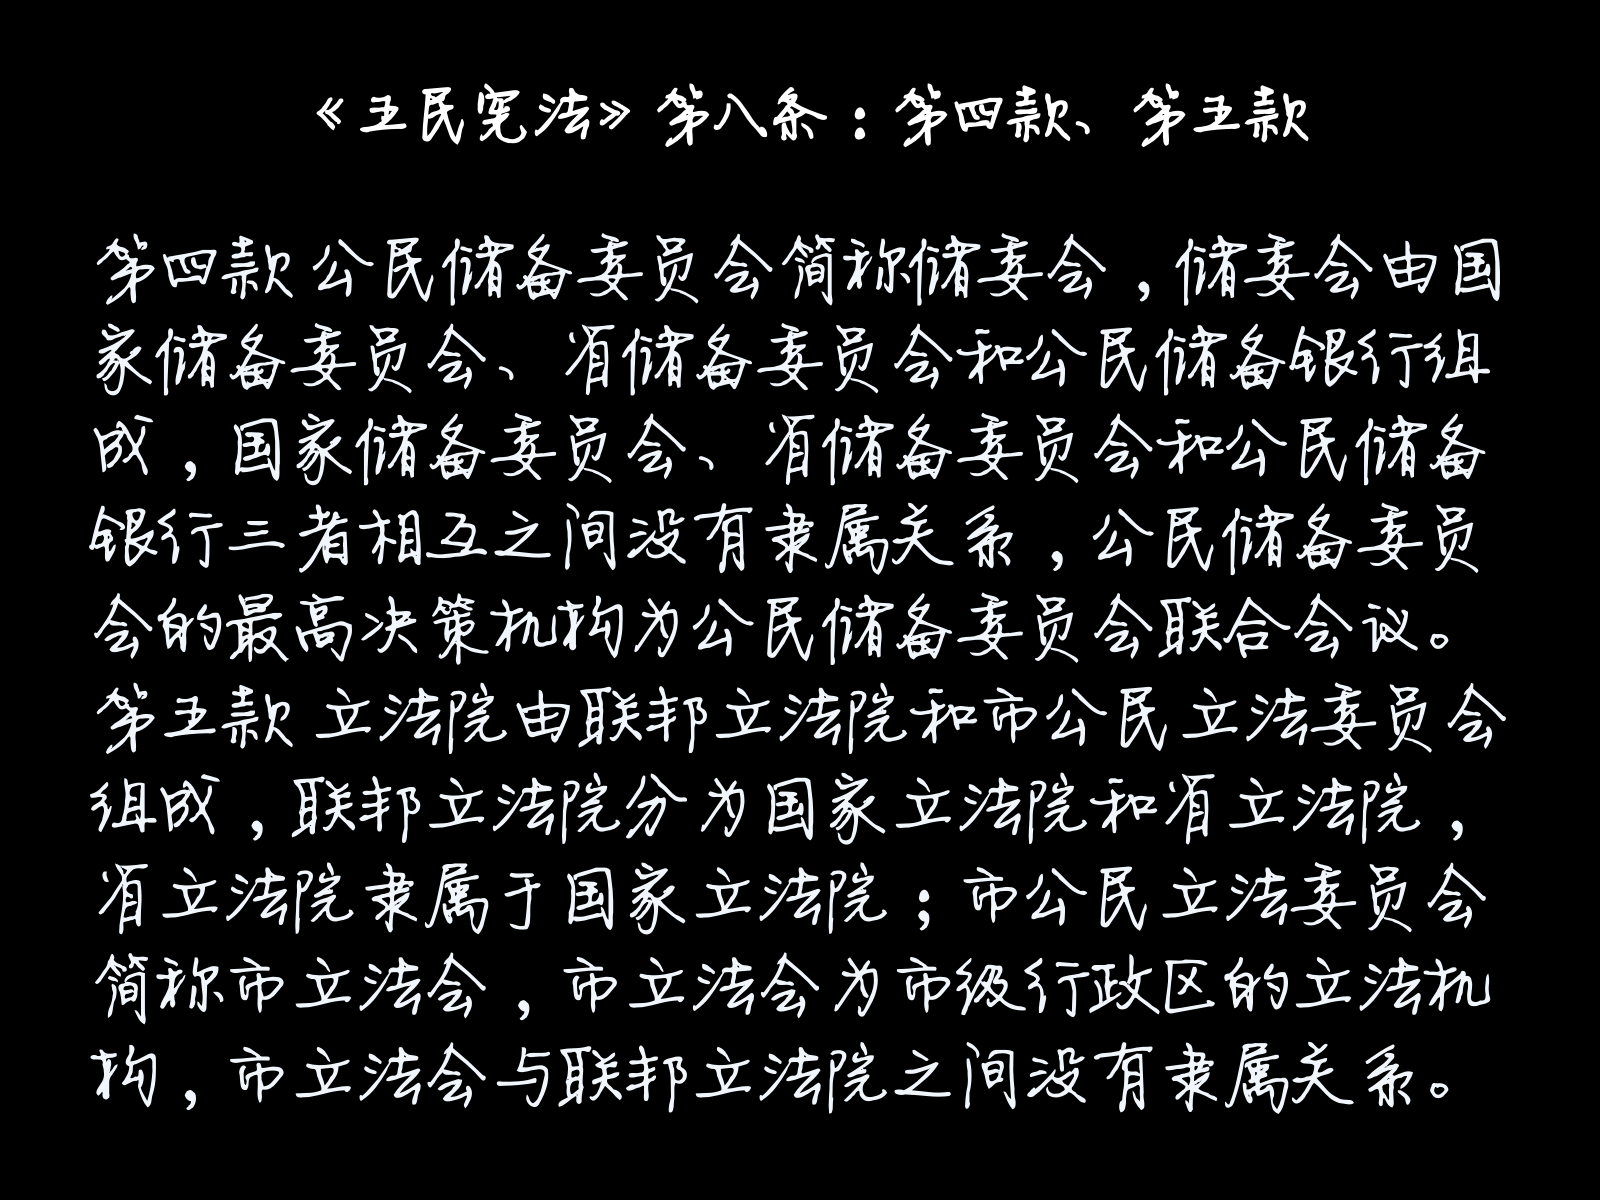 《王民宪法》第八条：第四款、第五款
第四款 公民储备委员会简称储委会，储委会由国
家储备委员会、省储备委员会和公民储备银行组
成，国家储备委员会、省储备委员会和公民储备
银行三者相互之间没有隶属关系，公民储备委员
会的最高决策机构为公民储备委员会联合会议。
第五款 立法院由联邦立法院和市公民立法委员会
组成，联邦立法院分为国家立法院和省立法院，
省立法院隶属于国家立法院；市公民立法委员会
简称市立法会，市立法会为市级行政区的立法机
构，市立法会与联邦立法院之间没有隶属关系。